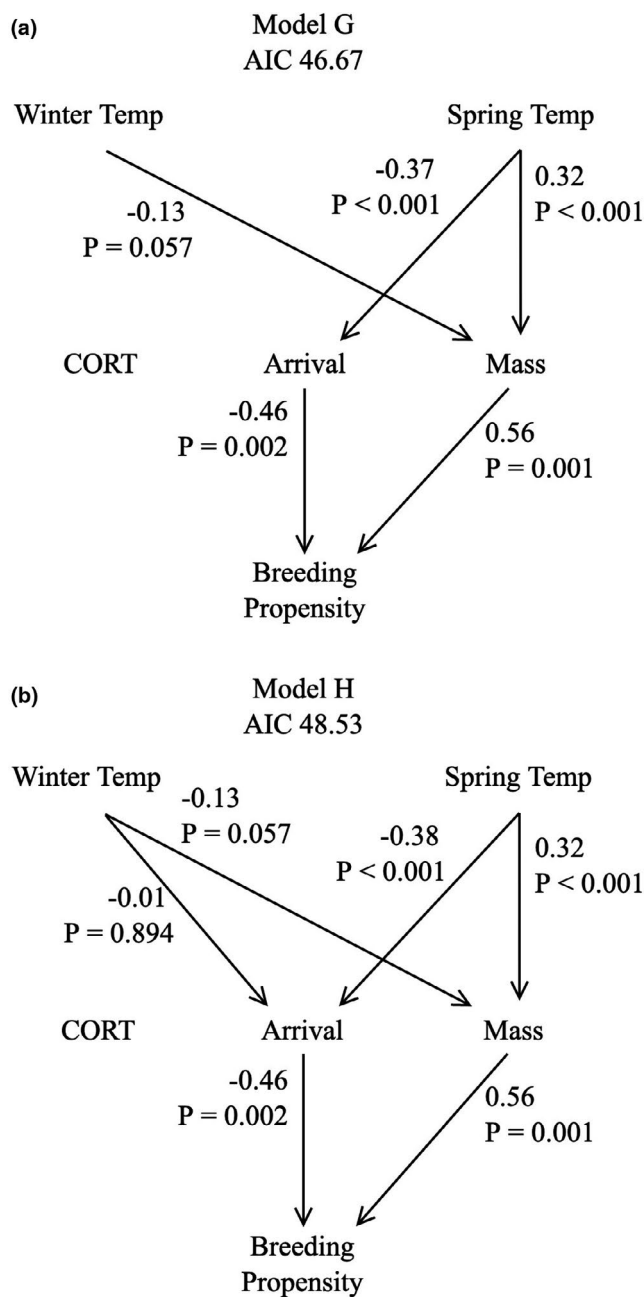 (a)
Model G
AIC 46.67
Winter Temp
Spring Temp
-0.13
P = 0.057
-0.37
P < 0.001
0.32
P < 0.001
CORT
Arrival
Mass
-0.46
P = 0.002
0.56
P = 0.001
Breeding
Propensity
(b)
Model H
AIC 48.53
Winter Temp
Spring Temp
-0.13
P = 0.057
-0.38
P < 0.001
0.32
P < 0.001
-0.01
P = 0.894
CORT
Arrival
Mass
-0.46
P = 0.002
0.56
P = 0.001
Breeding
Propensity